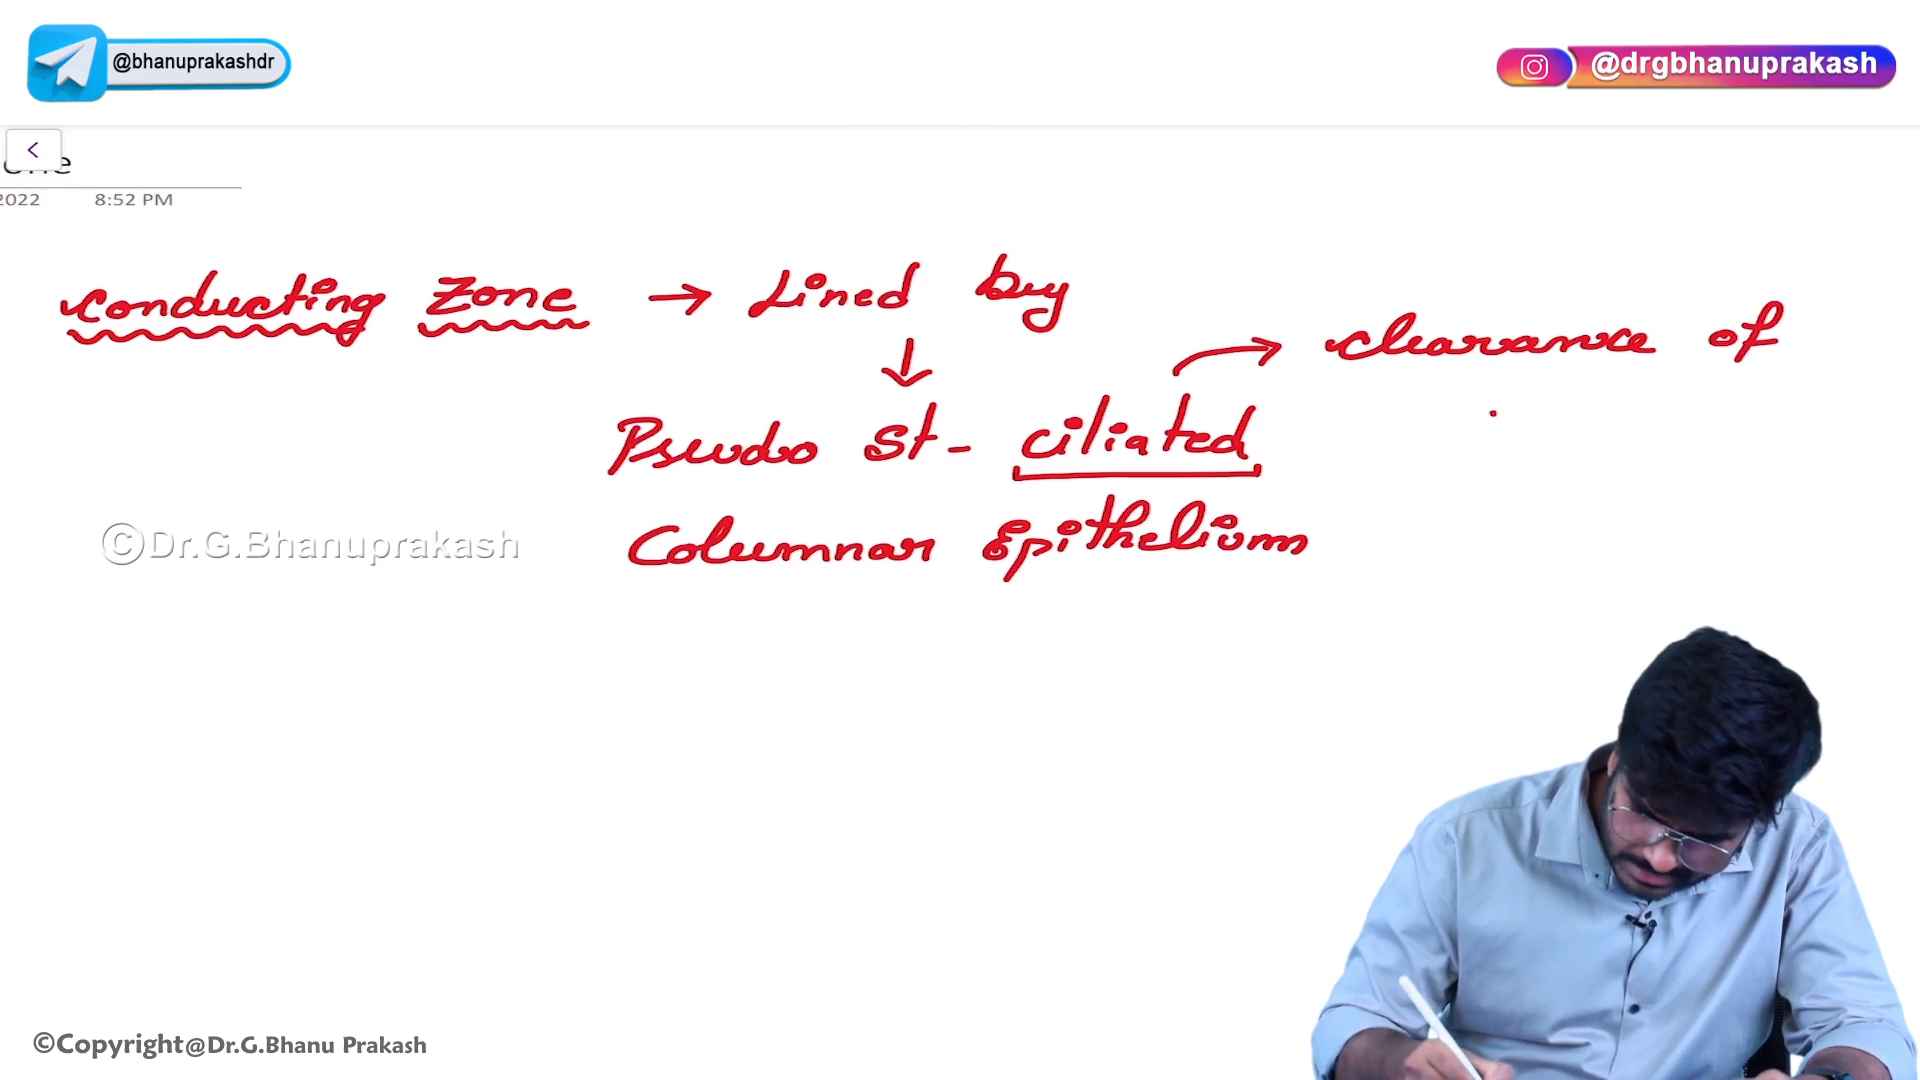 @bhanuprakashdr
@drgbhanuprakash
one
2022 8:52 PM
Conducting Zone → Lined by
↓
clearance of
Pseudo st- ciliated
Columnar Epithelium
©Dr.G.Bhanuprakash
©Copyright@Dr.G.Bhanu Prakash